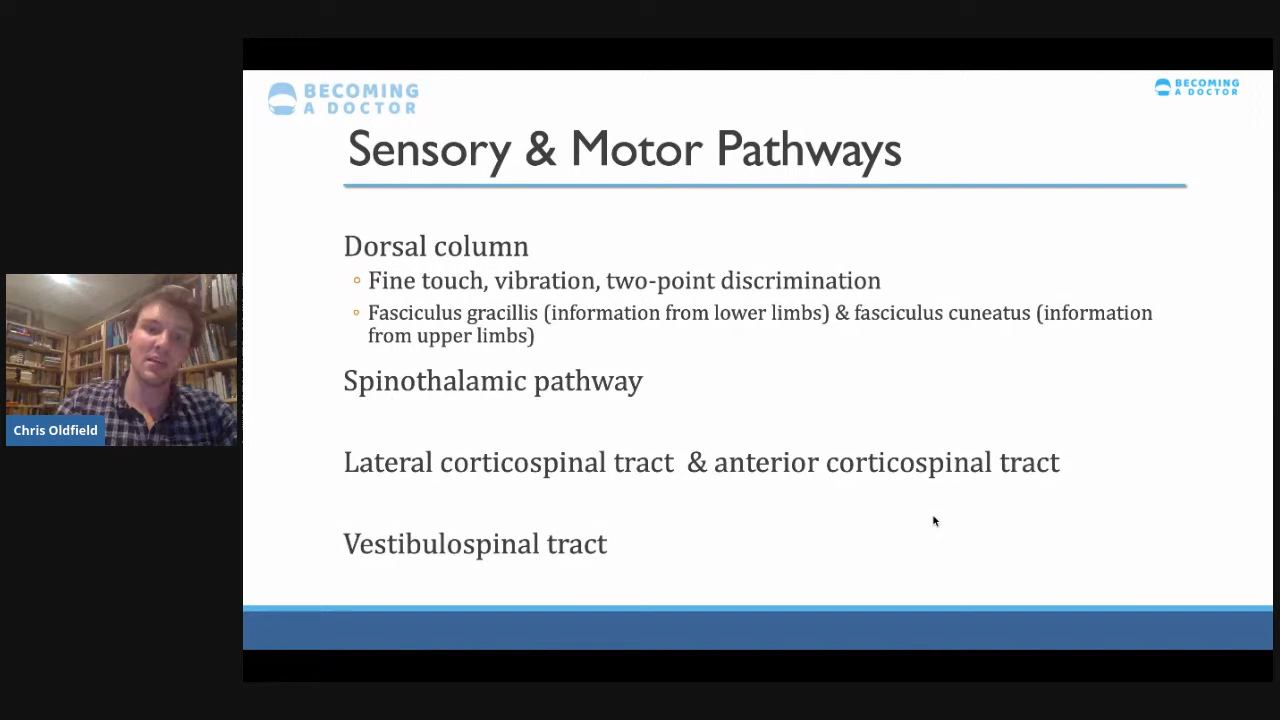 BECOMING
A DOCTOR
BECOMING
A DOCTOR
Sensory & Motor Pathways
Dorsal column
Fine touch, vibration, two-point discrimination
Fasciculus gracillis (information from lower limbs) & fasciculus cuneatus (information
from upper limbs)
Spinothalamic pathway
Lateral corticospinal tract & anterior corticospinal tract
Vestibulospinal tract
Chris Oldfield